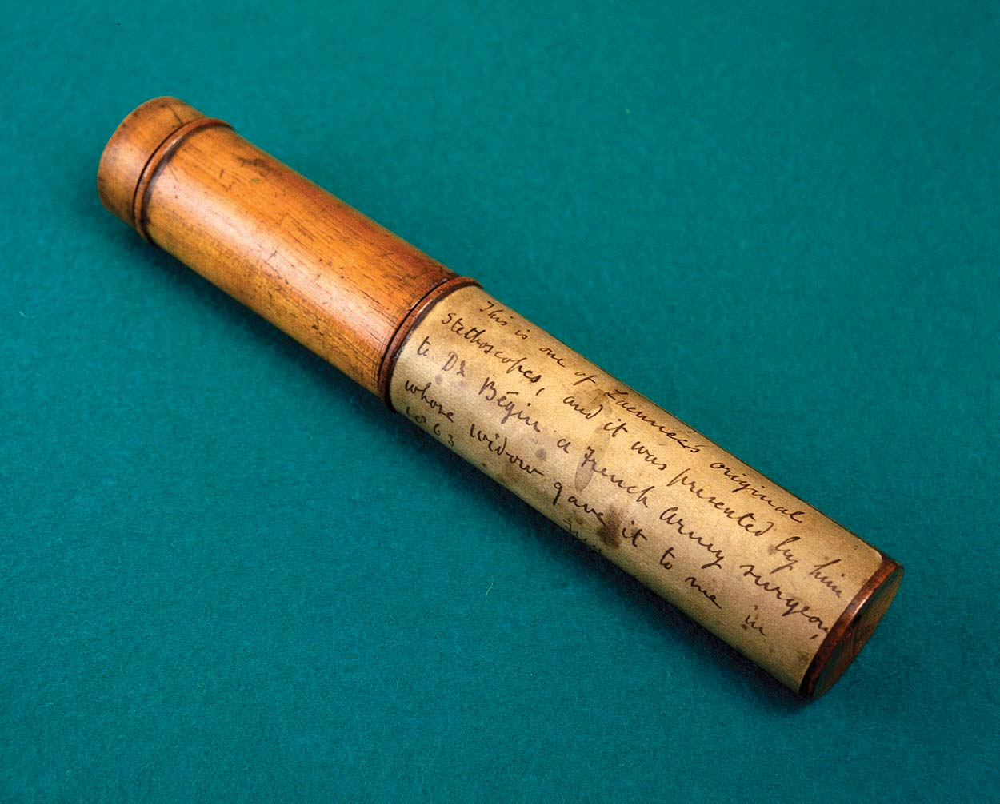 This is one of Laennec's original
stethoscopes, and it was presented by him
to Dr Bégin a French Army surgeon,
whose widow gave it to me in
1863